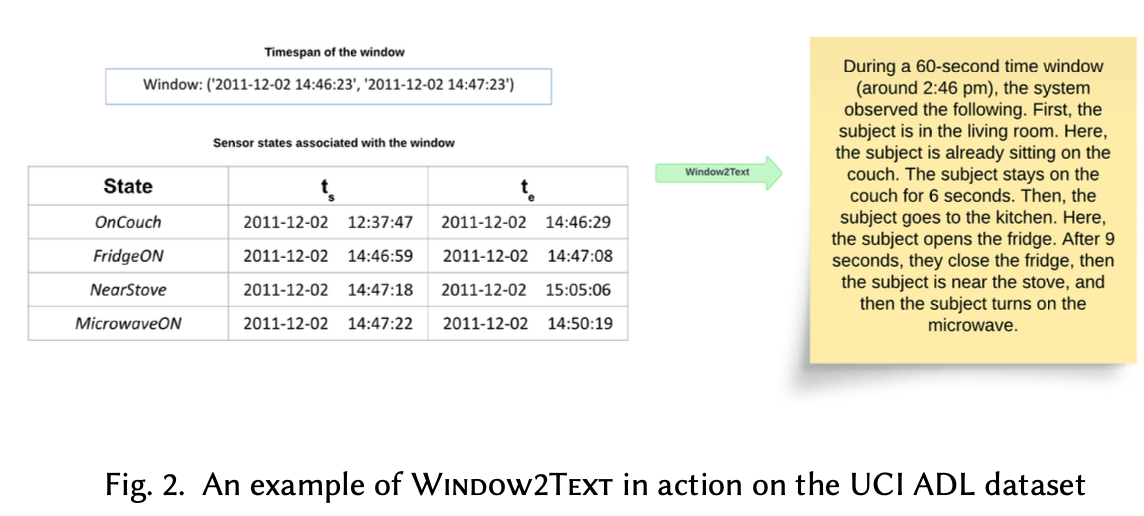 Timespan of the window
Window: ('2011-12-02 14:46:23', '2011-12-02 14:47:23')
Sensor states associated with the window
State ts te
OnCouch 2011-12-02 12:37:47 2011-12-02 14:46:29
FridgeON 2011-12-02 14:46:59 2011-12-02 14:47:08
NearStove 2011-12-02 14:47:18 2011-12-02 15:05:06
MicrowaveON 2011-12-02 14:47:22 2011-12-02 14:50:19
Window2Text
During a 60-second time window
(around 2:46 pm), the system
observed the following. First, the
subject is in the living room. Here,
the subject is already sitting on the
couch. The subject stays on the
couch for 6 seconds. Then, the
subject goes to the kitchen. Here,
the subject opens the fridge. After 9
seconds, they close the fridge, then
the subject is near the stove, and
then the subject turns on the
microwave.
Fig. 2. An example of Window2Text in action on the UCI ADL dataset